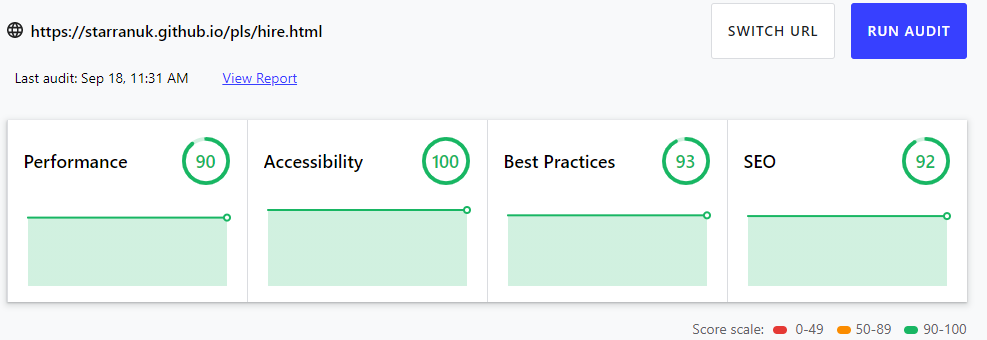 https://starranuk.github.io/pls/hire.html
SWITCH URL
RUN AUDIT
Last audit: Sep 18, 11:31 AM View Report
Performance 90
Accessibility 100
Best Practices 93
SEO 92
Score scale: 0-49 50-89 90-100